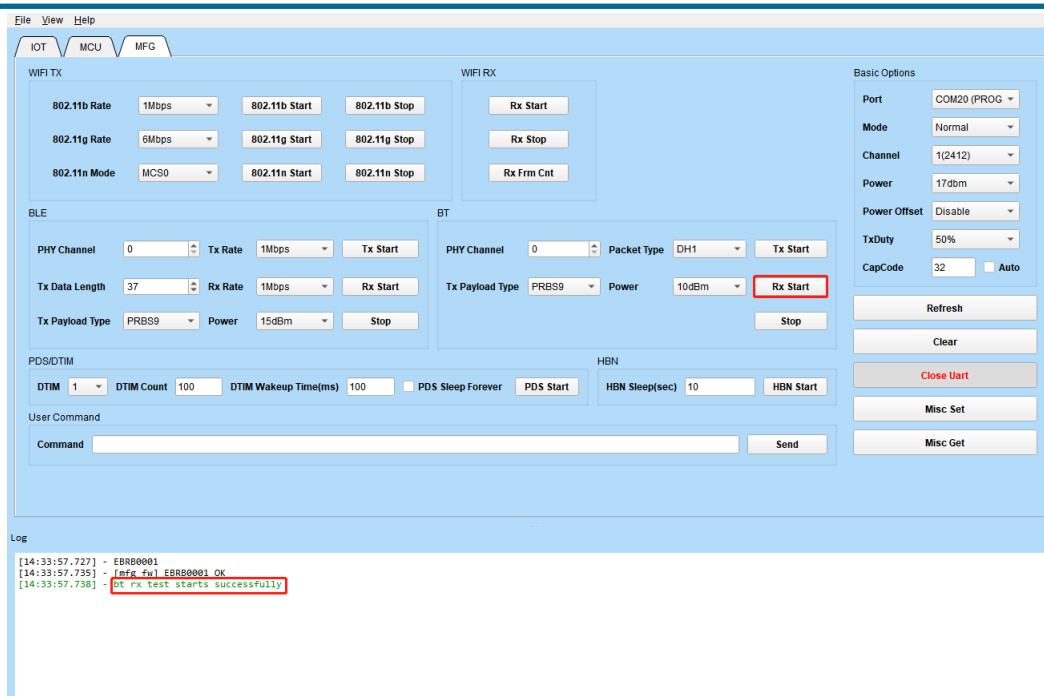 File View Help
IOT MCU MFG
WIFI TX
802.11b Rate 1Mbps 802.11b Start 802.11b Stop
802.11g Rate 6Mbps 802.11g Start 802.11g Stop
802.11n Mode MCS0 802.11n Start 802.11n Stop
WIFI RX
Rx Start
Rx Stop
Rx Frm Cnt
BLE
PHY Channel 0 Tx Rate 1Mbps Tx Start
Tx Data Length 37 Rx Rate 1Mbps Rx Start
Tx Payload Type PRBS9 Power 15dBm Stop
BT
PHY Channel 0 Packet Type DH1 Tx Start
Tx Payload Type PRBS9 Power 10dBm Rx Start
Stop
PDS/DTIM
DTIM 1 DTIM Count 100 DTIM Wakeup Time(ms) 100 PDS Sleep Forever PDS Start
HBN
HBN Sleep(sec) 10 HBN Start
User Command
Command Send
Basic Options
Port COM20 (PROG
Mode Normal
Channel 1(2412)
Power 17dbm
Power Offset Disable
TxDuty 50%
CapCode 32 Auto
Refresh
Clear
Close Uart
Misc Set
Misc Get
Log
[14:33:57.727] - EBRB0001
[14:33:57.735] - [mfg fw] EBRB0001 OK
[14:33:57.738] - bt rx test starts successfully